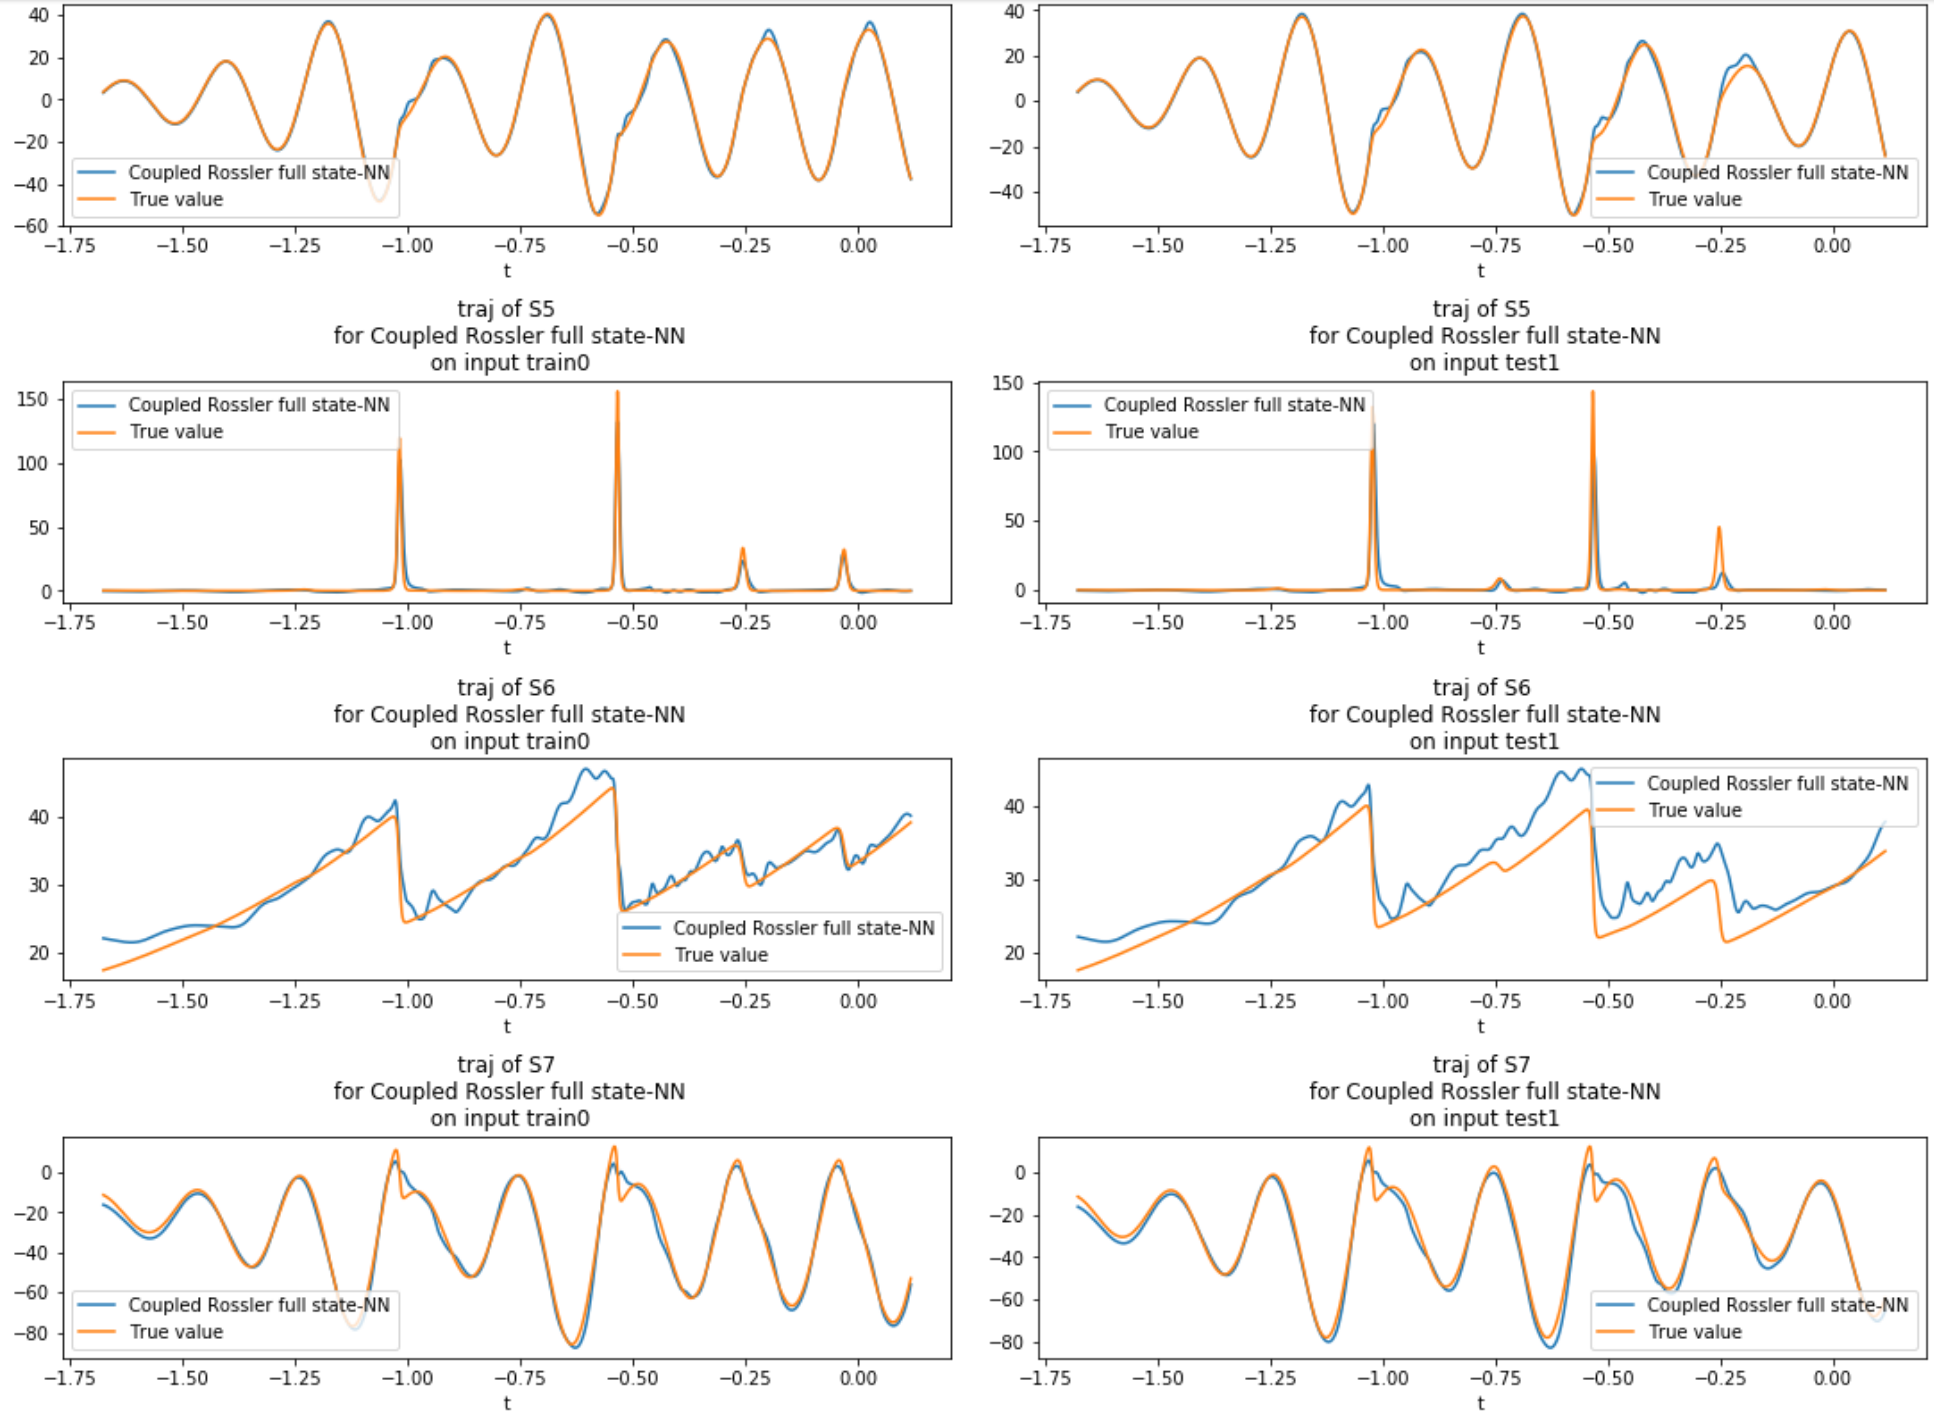 40
20
0
−20
−40
−60
Coupled Rossler full state-NN
True value
−1.75 −1.50 −1.25 −1.00 −0.75 −0.50 −0.25 0.00
t
40
20
0
−20
−40
Coupled Rossler full state-NN
True value
−1.75 −1.50 −1.25 −1.00 −0.75 −0.50 −0.25 0.00
t
traj of S5
for Coupled Rossler full state-NN
on input train0
150
100
50
0
Coupled Rossler full state-NN
True value
−1.75 −1.50 −1.25 −1.00 −0.75 −0.50 −0.25 0.00
t
traj of S5
for Coupled Rossler full state-NN
on input test1
150
100
50
0
Coupled Rossler full state-NN
True value
−1.75 −1.50 −1.25 −1.00 −0.75 −0.50 −0.25 0.00
t
traj of S6
for Coupled Rossler full state-NN
on input train0
40
30
20
Coupled Rossler full state-NN
True value
−1.75 −1.50 −1.25 −1.00 −0.75 −0.50 −0.25 0.00
t
traj of S6
for Coupled Rossler full state-NN
on input test1
40
30
20
Coupled Rossler full state-NN
True value
−1.75 −1.50 −1.25 −1.00 −0.75 −0.50 −0.25 0.00
t
traj of S7
for Coupled Rossler full state-NN
on input train0
0
−20
−40
−60
−80
Coupled Rossler full state-NN
True value
−1.75 −1.50 −1.25 −1.00 −0.75 −0.50 −0.25 0.00
t
traj of S7
for Coupled Rossler full state-NN
on input test1
0
−20
−40
−60
−80
Coupled Rossler full state-NN
True value
−1.75 −1.50 −1.25 −1.00 −0.75 −0.50 −0.25 0.00
t